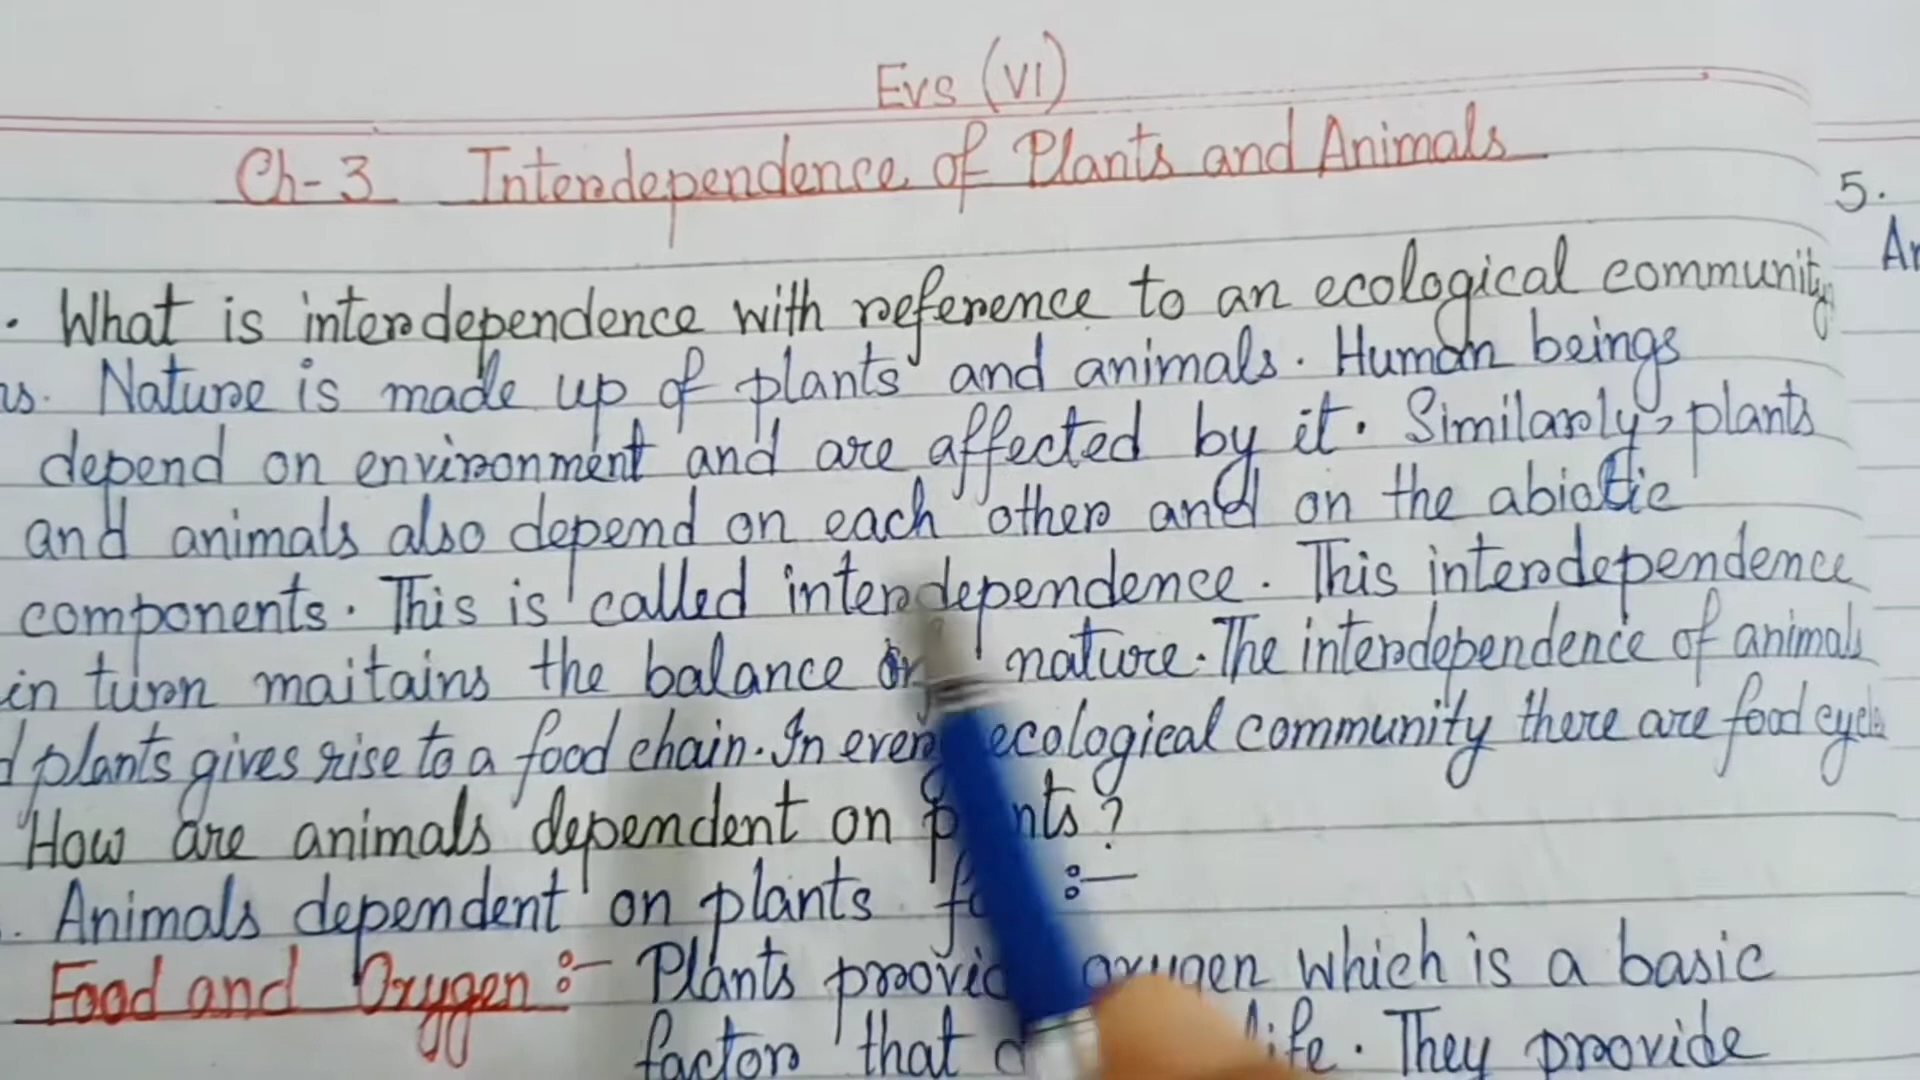 Evs (VI)
Ch-3 Interdependence of Plants and Animals
5.
. What is interdependence with reference to an ecological community
s. Nature is made up of plants and animals. Human beings
depend on environment and are affected by it. Similarly, plants
and animals also depend on each other and on the abiotic
components. This is called interdependence. This interdependence
in turn maitains the balance nature. The interdependence of animals
plants gives rise to a food chain. In every ecological community there are food
How are animals dependent on
. Animals dependent on plants :-
Food and Oxygen :- Plants which is a basic
factor that life. They provide